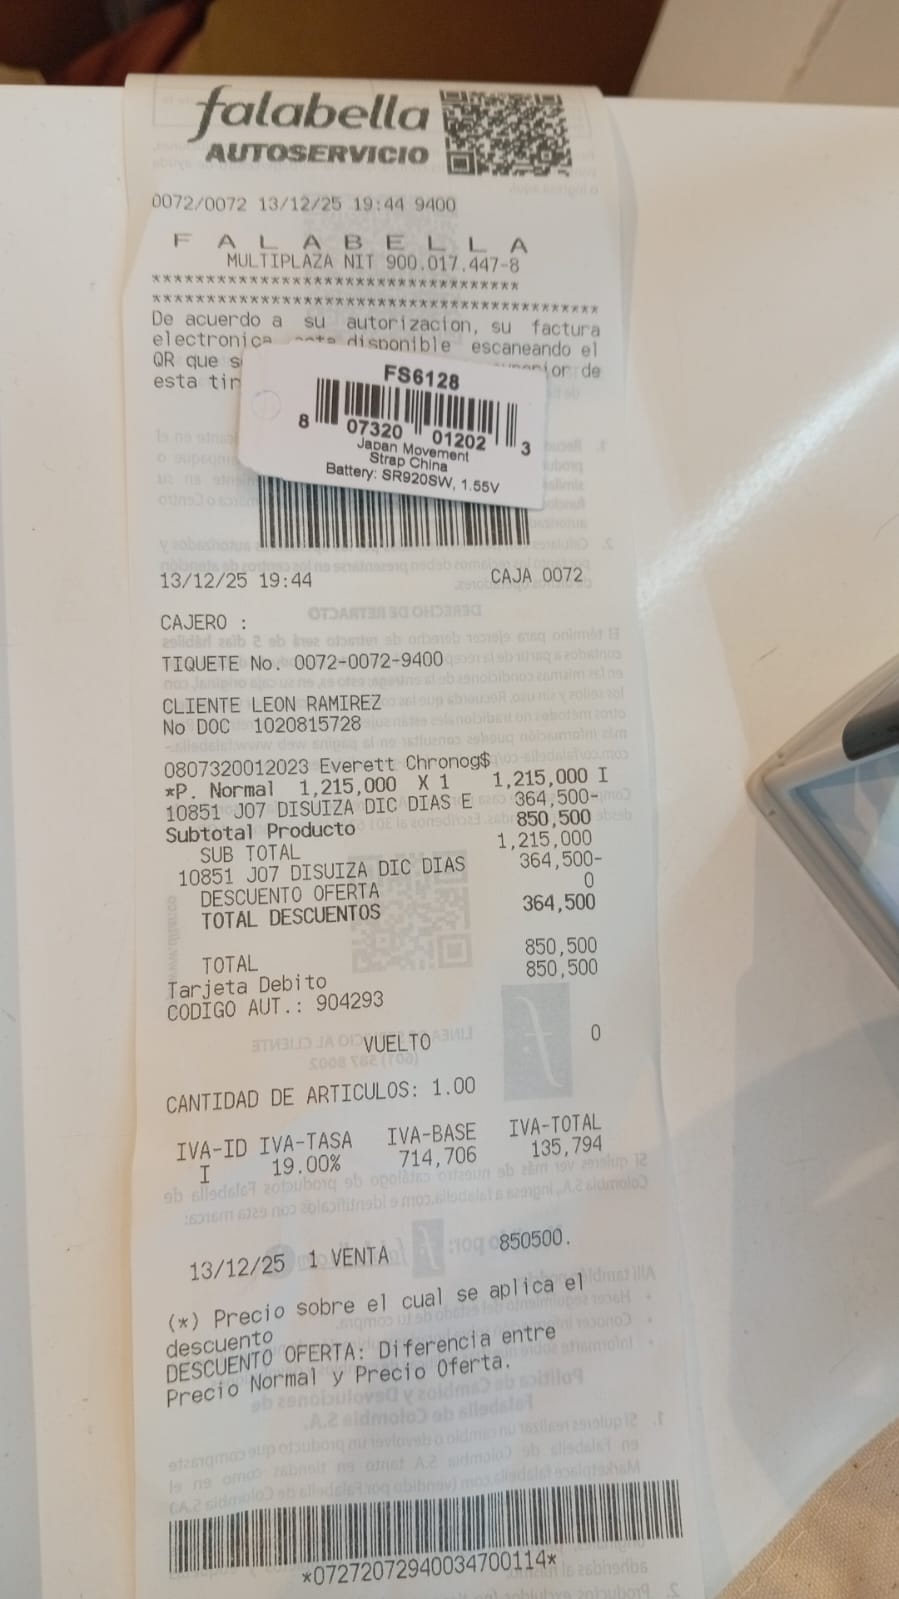 falabella
AUTOSERVICIO
0072/0072 13/12/25 19:44 9400
F A L A B E L L A
MULTIPLAZA NIT 900.017.447-8
***********************************
******************************************
De acuerdo a su autorizacion, su factura
electronica disponible escaneando el
QR que de
esta
FS6128
8 07320 01202 3
Japan Movement
Strap China
Battery: SR920SW, 1.55V
13/12/25 19:44 CAJA 0072
CAJERO :
TIQUETE No. 0072-0072-9400
CLIENTE LEON RAMIREZ
No DOC 1020815728
0807320012023 Everett Chronog$
*P. Normal 1,215,000 X 1 1,215,000 I
10851 J07 DISUIZA DIC DIAS E 364,500-
Subtotal Producto 850,500
SUB TOTAL 1,215,000
10851 J07 DISUIZA DIC DIAS 364,500-
DESCUENTO OFERTA 0
TOTAL DESCUENTOS 364,500
TOTAL 850,500
Tarjeta Debito 850,500
CODIGO AUT.: 904293
VUELTO 0
CANTIDAD DE ARTICULOS: 1.00
IVA-ID IVA-TASA IVA-BASE IVA-TOTAL
I 19.00% 714,706 135,794
13/12/25 1 VENTA 850500.
(*) Precio sobre el cual se aplica el
descuento
DESCUENTO OFERTA: Diferencia entre
Precio Normal y Precio Oferta.
*07272072940034700114*